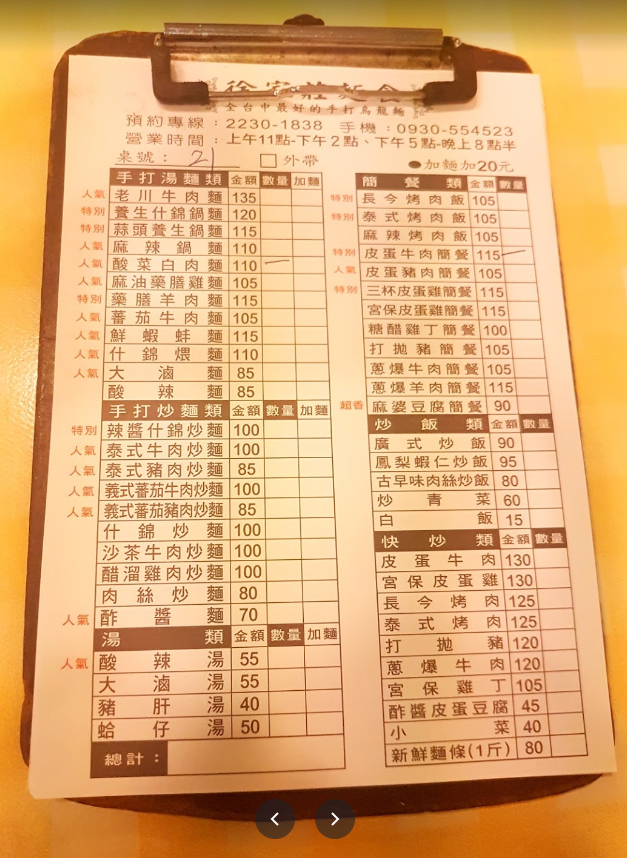 徐家莊麵食
全台中最好的手打烏龍麵
預約專線：2230-1838 手機：0930-554523
營業時間：上午11點-下午2點、下午5點-晚上8點半
桌號：21 □外帶 ●加麵加20元
手打湯麵類 金額 數量 加麵
人氣 老川牛肉麵 135
特別 養生什錦鍋麵 120
特別 蒜頭養生鍋麵 115
人氣 麻辣鍋麵 110
人氣 酸菜白肉麵 110 一
人氣 麻油藥膳雞麵 105
特別 藥膳羊肉麵 115
人氣 蕃茄牛肉麵 105
人氣 鮮蝦蚌麵 115
人氣 什錦煨麵 110
人氣 大滷麵 85
酸辣麵 85
手打炒麵類 金額 數量 加麵
特別 辣醬什錦炒麵 100
人氣 泰式牛肉炒麵 100
人氣 泰式豬肉炒麵 85
人氣 義式蕃茄牛肉炒麵 100
人氣 義式蕃茄豬肉炒麵 85
什錦炒麵 100
沙茶牛肉炒麵 100
醋溜雞肉炒麵 100
肉絲炒麵 80
人氣 酢醬麵 70
湯類 金額 數量 加麵
人氣 酸辣湯 55
大滷湯 55
豬肝湯 40
蛤仔湯 50
總計：
簡餐類 金額 數量
特別 長今烤肉飯 105
特別 泰式烤肉飯 105
麻辣烤肉飯 105
特別 皮蛋牛肉簡餐 115 一
人氣 皮蛋豬肉簡餐 105
特別 三杯皮蛋雞簡餐 115
宮保皮蛋雞簡餐 115
糖醋雞丁簡餐 100
打拋豬簡餐 105
蔥爆牛肉簡餐 105
蔥爆羊肉簡餐 115
超香 麻婆豆腐簡餐 90
炒飯類 金額 數量
廣式炒飯 90
鳳梨蝦仁炒飯 95
古早味肉絲炒飯 80
炒青菜 60
白飯 15
快炒類 金額 數量
皮蛋牛肉 130
宮保皮蛋雞 130
長今烤肉 125
泰式烤肉 125
打拋豬 120
蔥爆牛肉 120
宮保雞丁 105
酢醬皮蛋豆腐 45
小菜 40
新鮮麵條(1斤) 80